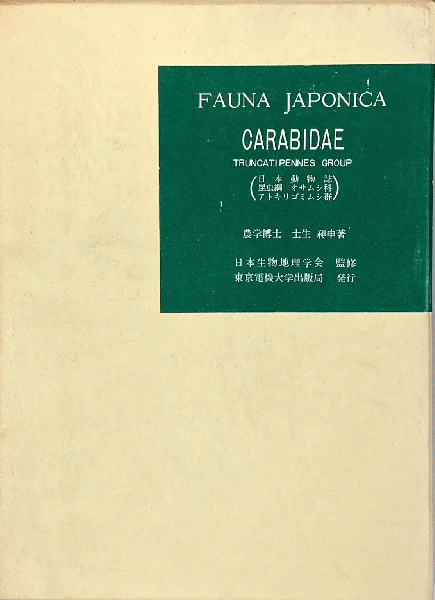 FAUNA JAPONICA
CARABIDAE
TRUNCATIPENNES GROUP
(日本動物誌
昆虫綱 オサムシ科
アトキリゴミムシ群)
農学博士 土生 昶申著
日本生物地理学会 監修
東京電機大学出版局 発行